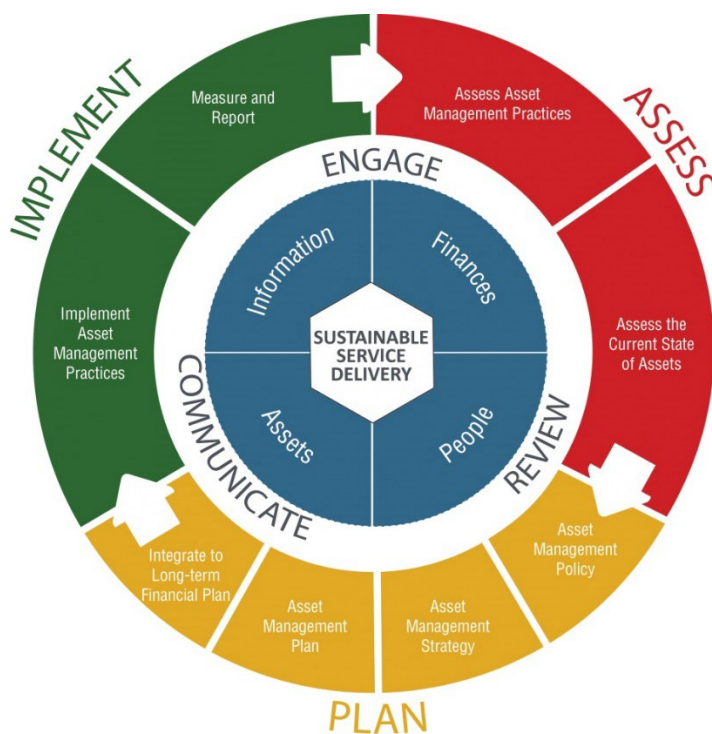 IMPLEMENT
ASSESS
PLAN
Measure and
Report
Assess Asset
Management Practices
Assess the
Current State
of Assets
Asset
Management
Policy
Asset
Management
Strategy
Asset
Management
Plan
Integrate to
Long-term
Financial Plan
Implement
Asset
Management
Practices
ENGAGE
REVIEW
COMMUNICATE
Information
Finances
People
Assets
SUSTAINABLE
SERVICE
DELIVERY